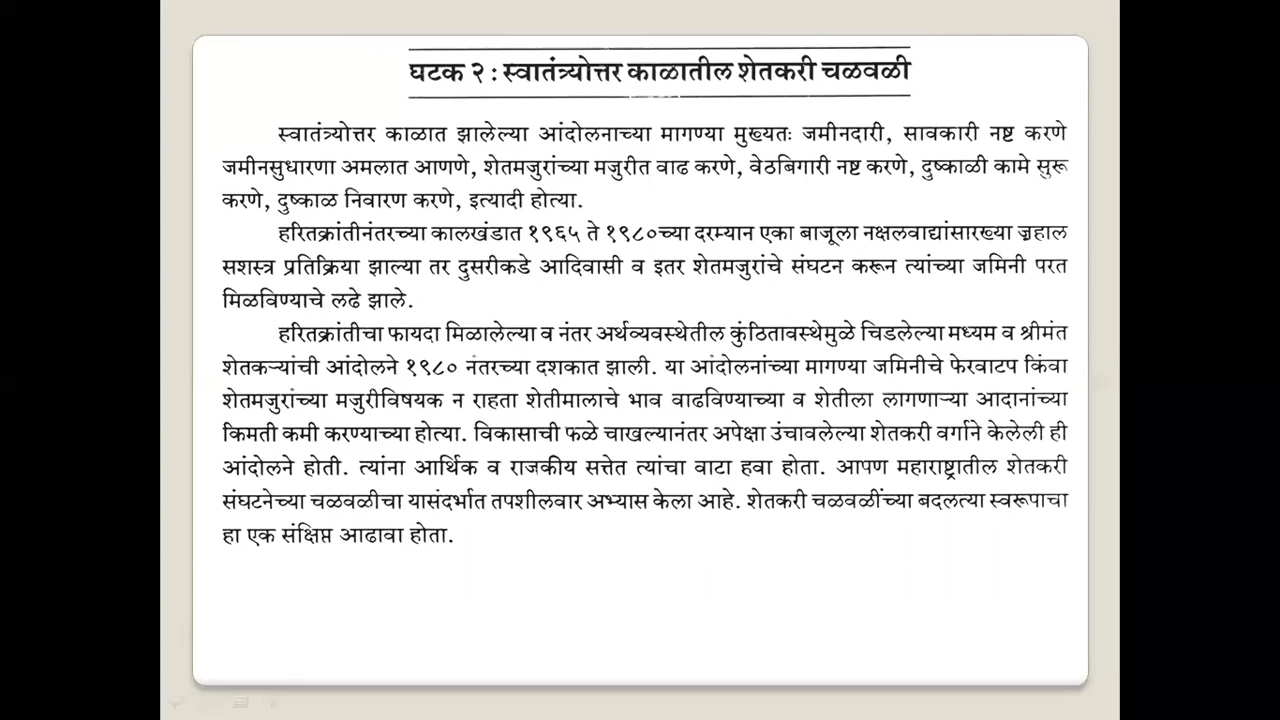 घटक २ : स्वातंत्र्योत्तर काळातील शेतकरी चळवळी
स्वातंत्र्योत्तर काळात झालेल्या आंदोलनाच्या मागण्या मुख्यतः जमीनदारी, सावकारी नष्ट करणे
जमीनसुधारणा अमलात आणणे, शेतमजुरांच्या मजुरीत वाढ करणे, वेठबिगारी नष्ट करणे, दुष्काळी कामे सुरू
करणे, दुष्काळ निवारण करणे, इत्यादी होत्या.
हरितक्रांतीनंतरच्या कालखंडात १९६५ ते १९८०च्या दरम्यान एका बाजूला नक्षलवाद्यांसारख्या जहाल
सशस्त्र प्रतिक्रिया झाल्या तर दुसरीकडे आदिवासी व इतर शेतमजुरांचे संघटन करून त्यांच्या जमिनी परत
मिळविण्याचे लढे झाले.
हरितक्रांतीचा फायदा मिळालेल्या व नंतर अर्थव्यवस्थेतील कुंठितावस्थेमुळे चिडलेल्या मध्यम व श्रीमंत
शेतकऱ्यांची आंदोलने १९८० नंतरच्या दशकात झाली. या आंदोलनांच्या मागण्या जमिनीचे फेरवाटप किंवा
शेतमजुरांच्या मजुरीविषयक न राहता शेतीमालाचे भाव वाढविण्याच्या व शेतीला लागणाऱ्या आदानांच्या
किमती कमी करण्याच्या होत्या. विकासाची फळे चाखल्यानंतर अपेक्षा उंचावलेल्या शेतकरी वर्गाने केलेली ही
आंदोलने होती. त्यांना आर्थिक व राजकीय सत्तेत त्यांचा वाटा हवा होता. आपण महाराष्ट्रातील शेतकरी
संघटनेच्या चळवळीचा यासंदर्भात तपशीलवार अभ्यास केला आहे. शेतकरी चळवळींच्या बदलत्या स्वरूपाचा
हा एक संक्षिप्त आढावा होता.